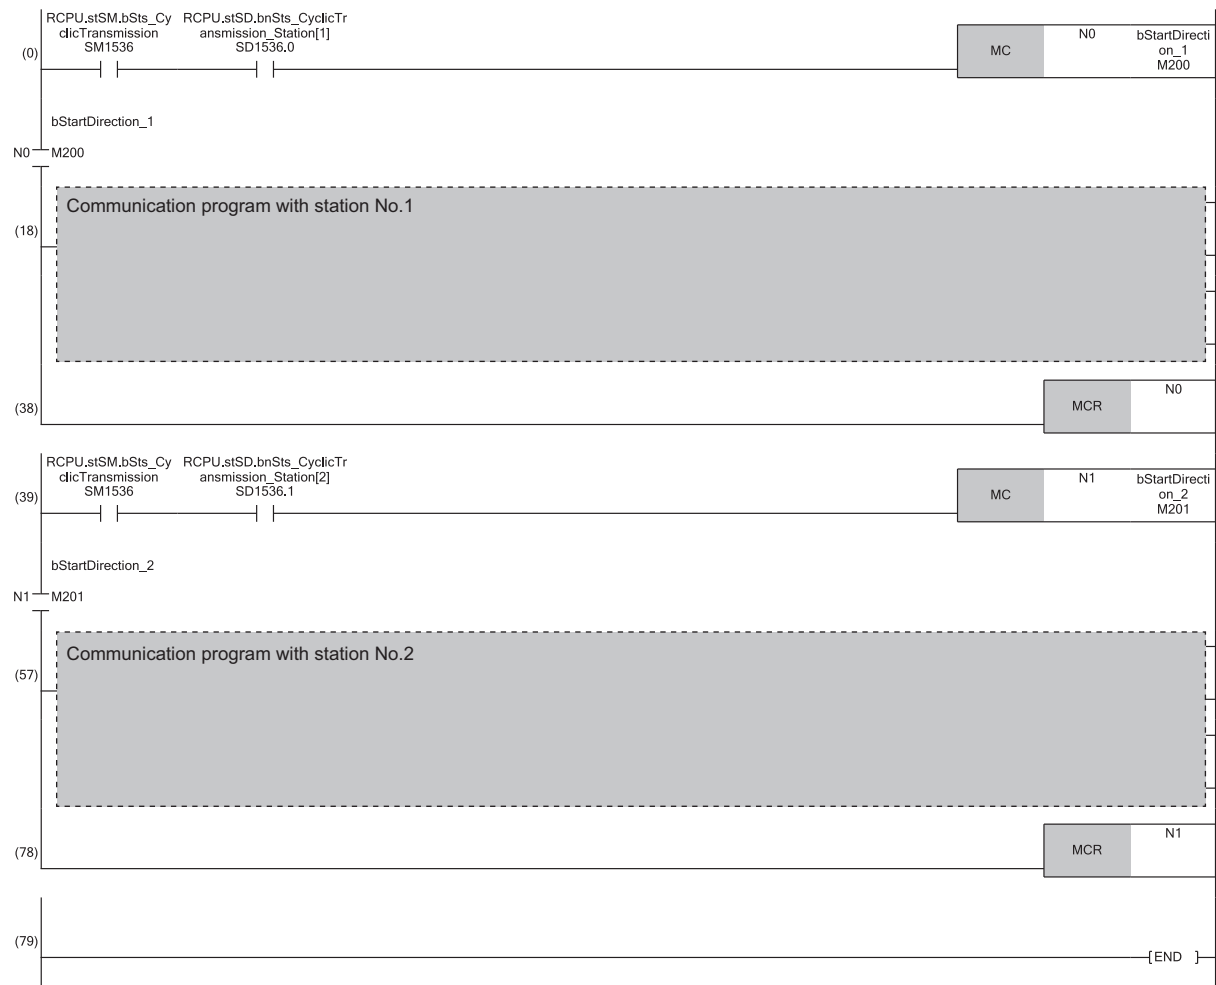 RCPU.stSM.bSts_Cy
clicTransmission
SM1536
RCPU.stSD.bnSts_CyclicTr
ansmission_Station[1]
SD1536.0
(0)
MC
N0
bStartDirecti
on_1
M200
bStartDirection_1
N0
M200
Communication program with station No.1
(18)
(38)
MCR
N0
RCPU.stSM.bSts_Cy
clicTransmission
SM1536
RCPU.stSD.bnSts_CyclicTr
ansmission_Station[2]
SD1536.1
(39)
MC
N1
bStartDirecti
on_2
M201
bStartDirection_2
N1
M201
Communication program with station No.2
(57)
(78)
MCR
N1
(79)
[END ]